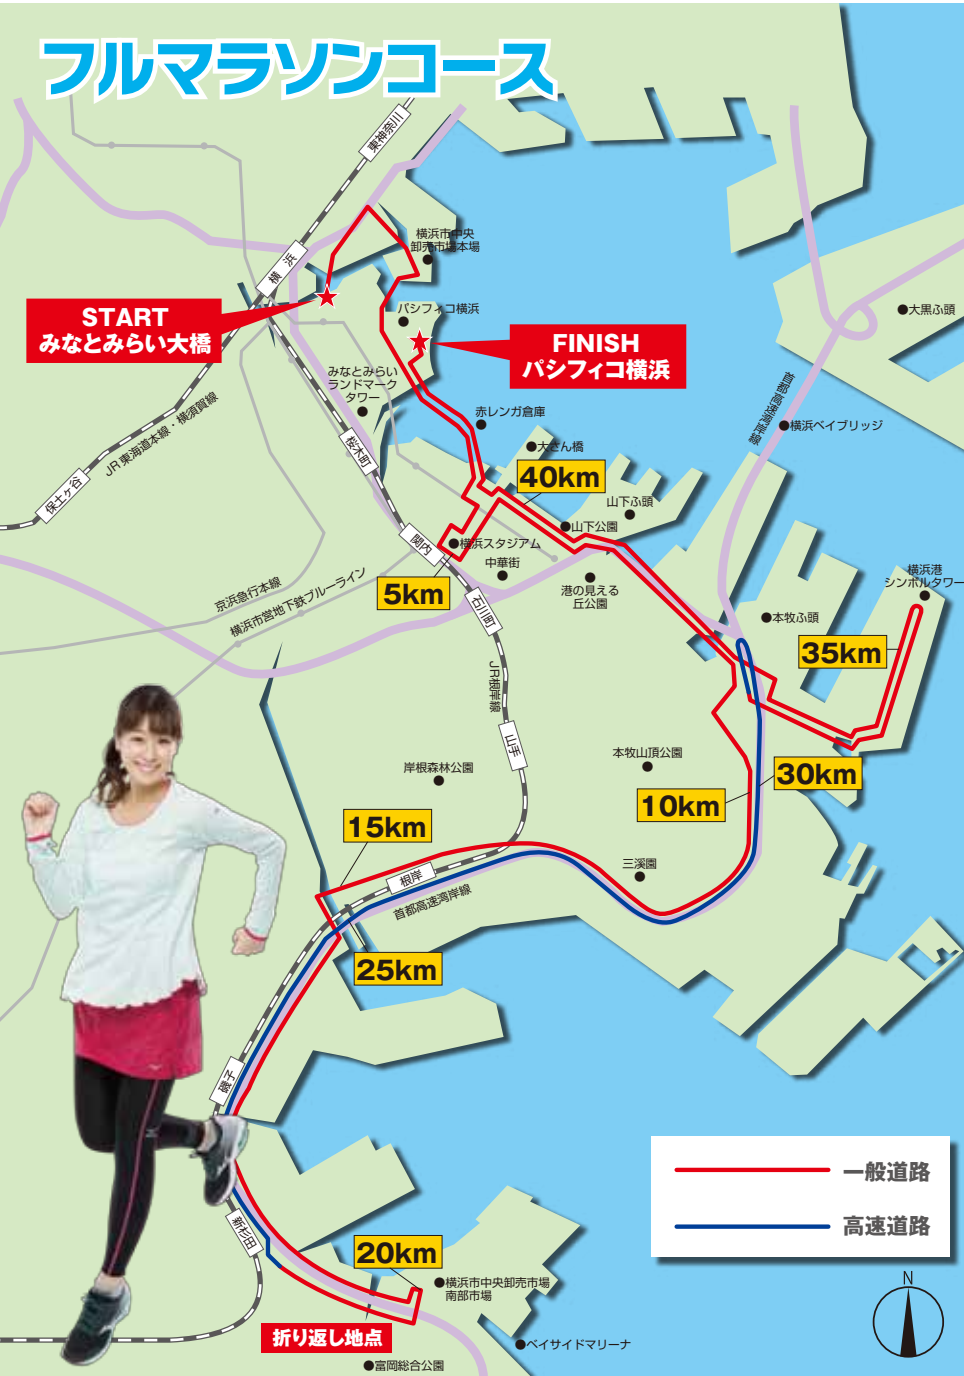 フルマラソンコース
東神奈川
横浜市中央
卸売市場本場
横浜
START
みなとみらい大橋
パシフィコ横浜
FINISH
パシフィコ横浜
大黒ふ頭
みなとみらい
ランドマーク
タワー
赤レンガ倉庫
首都高速湾岸線
横浜ベイブリッジ
JR東海道本線・横須賀線
保土ヶ谷
桜木町
大さん橋
40km
山下ふ頭
山下公園
関内
横浜スタジアム
中華街
5km
港の見える
丘公園
石川町
京浜急行本線
横浜市営地下鉄ブルーライン
横浜港
シンボルタワー
本牧ふ頭
35km
JR根岸線
山手
岸根森林公園
本牧山頂公園
30km
10km
15km
三溪園
根岸
首都高速湾岸線
25km
磯子
新杉田
20km
横浜市中央卸売市場
南部市場
折り返し地点
ベイサイドマリーナ
富岡総合公園
一般道路
高速道路
N